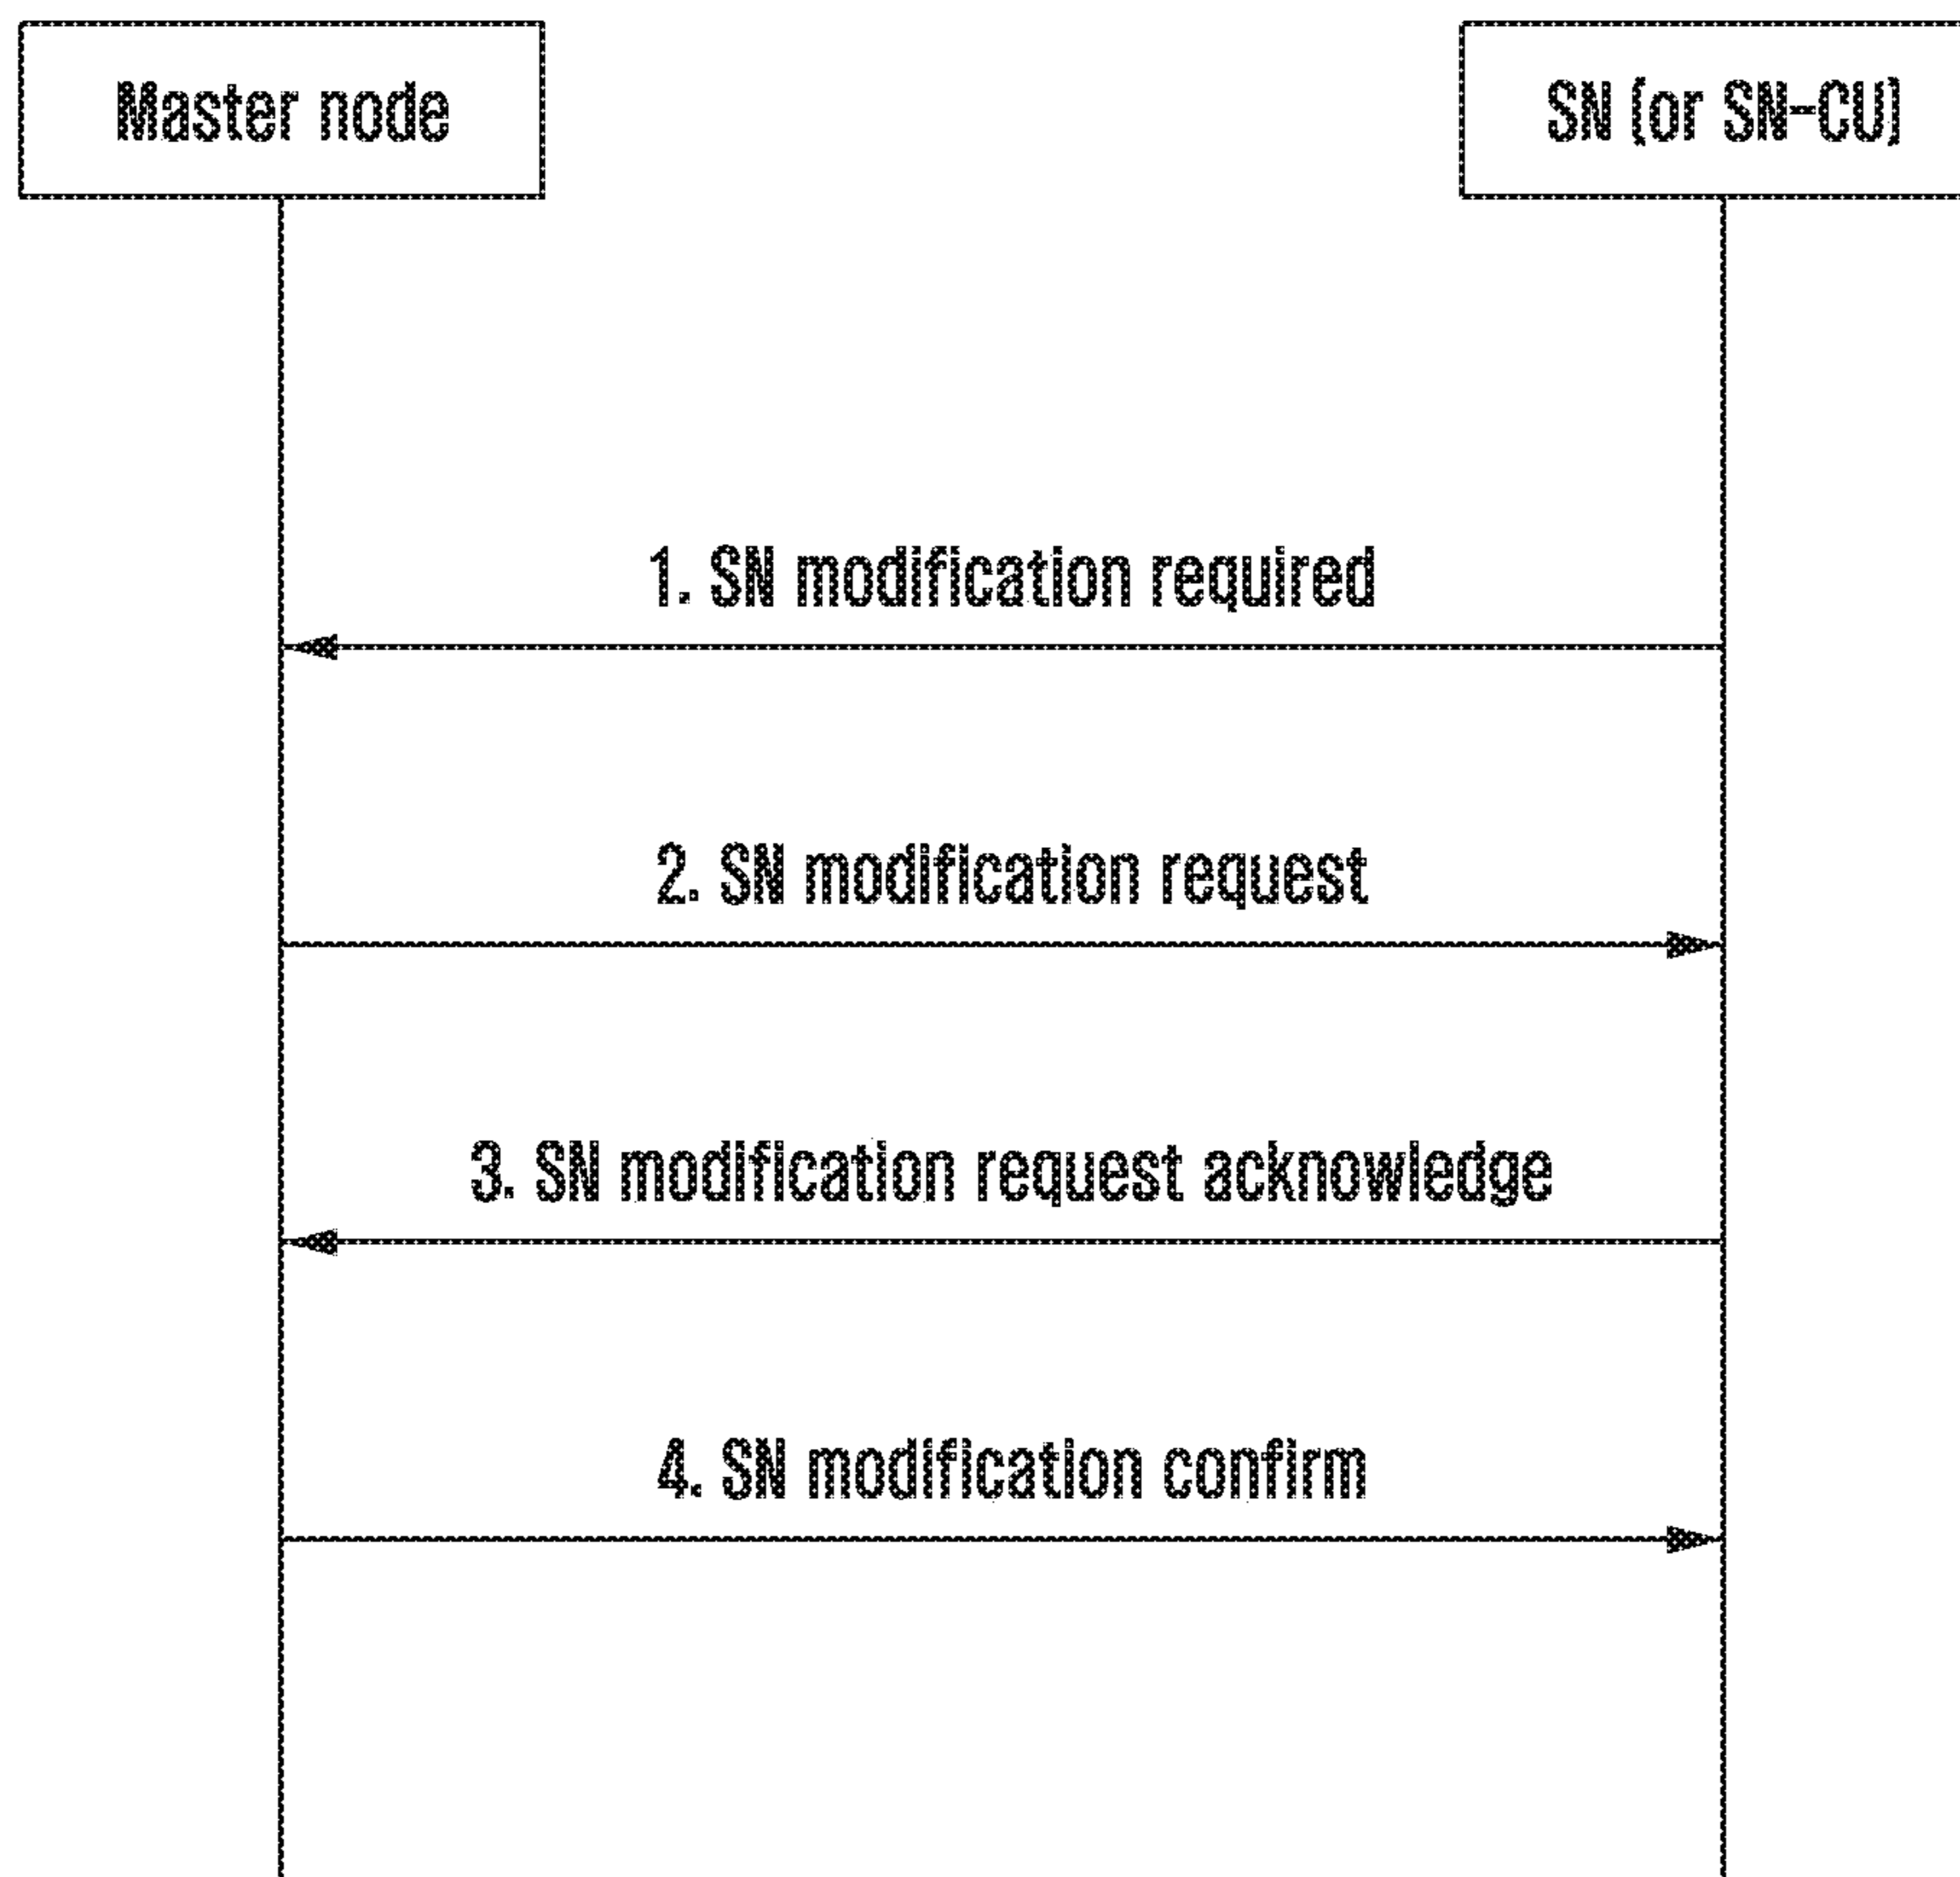 Master node
SN (or SN-CU)
1. SN modification required
2. SN modification request
3. SN modification request acknowledge
4. SN modification confirm